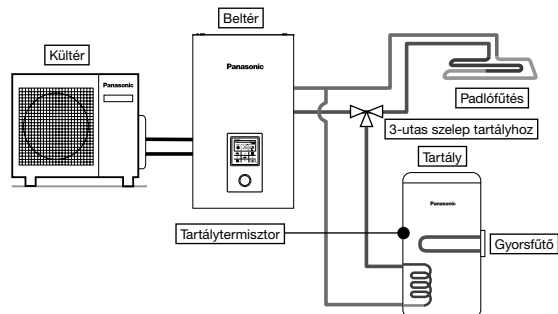 Beltér
Kültér
Panasonic
Panasonic
Padlófűtés
3-utas szelep tartályhoz
Tartály
Panasonic
Tartálytermisztor
Gyorsfűtő